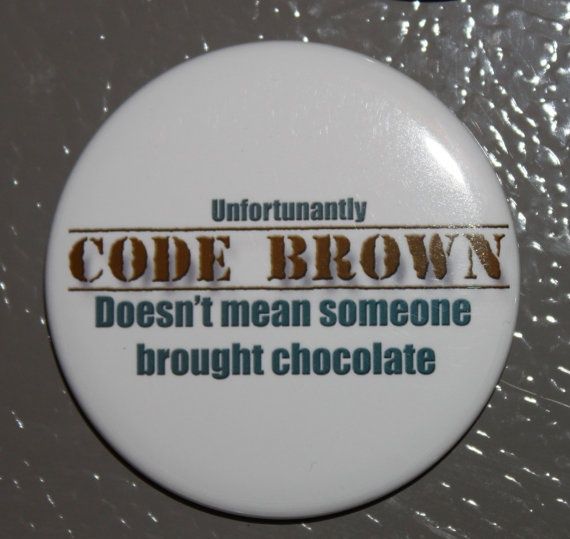 Unfortunantly
CODE BROWN
Doesn't mean someone
brought chocolate